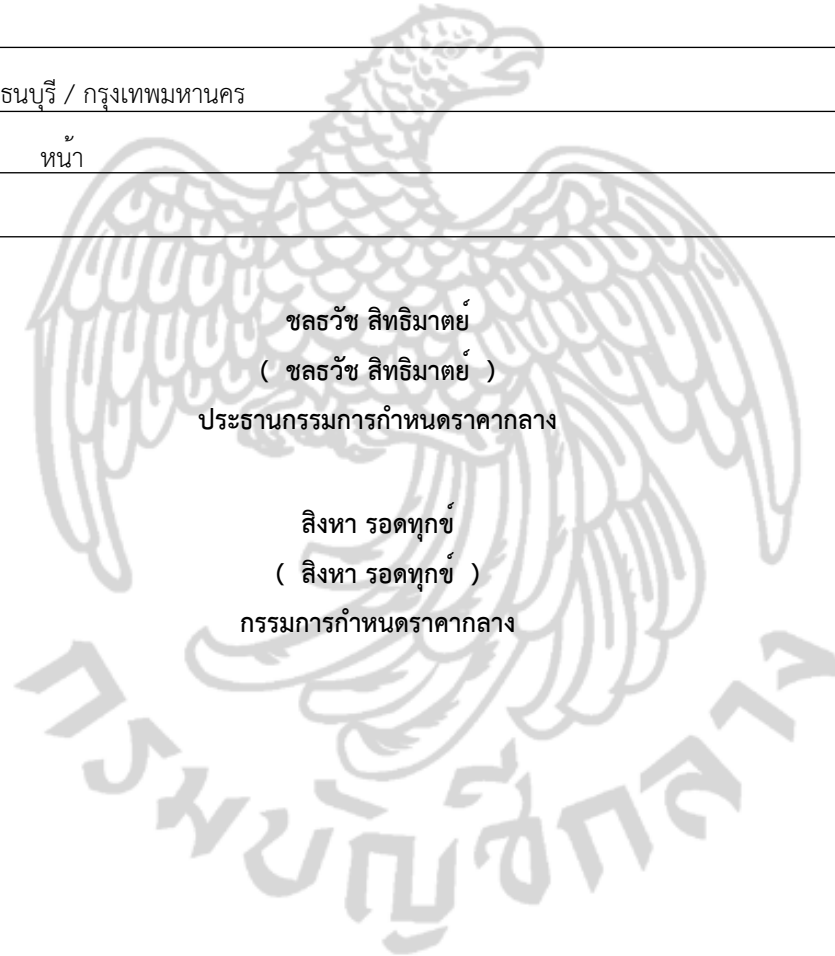 ธนบุรี / กรุงเทพมหานคร
หน้า
ชลธวัช สิทธิมาตย์
( ชลธวัช สิทธิมาตย์ )
ประธานกรรมการกำหนดราคากลาง
สิงหา รอดทุกข์
( สิงหา รอดทุกข์ )
กรรมการกำหนดราคากลาง
กรมบัญชีกลาง